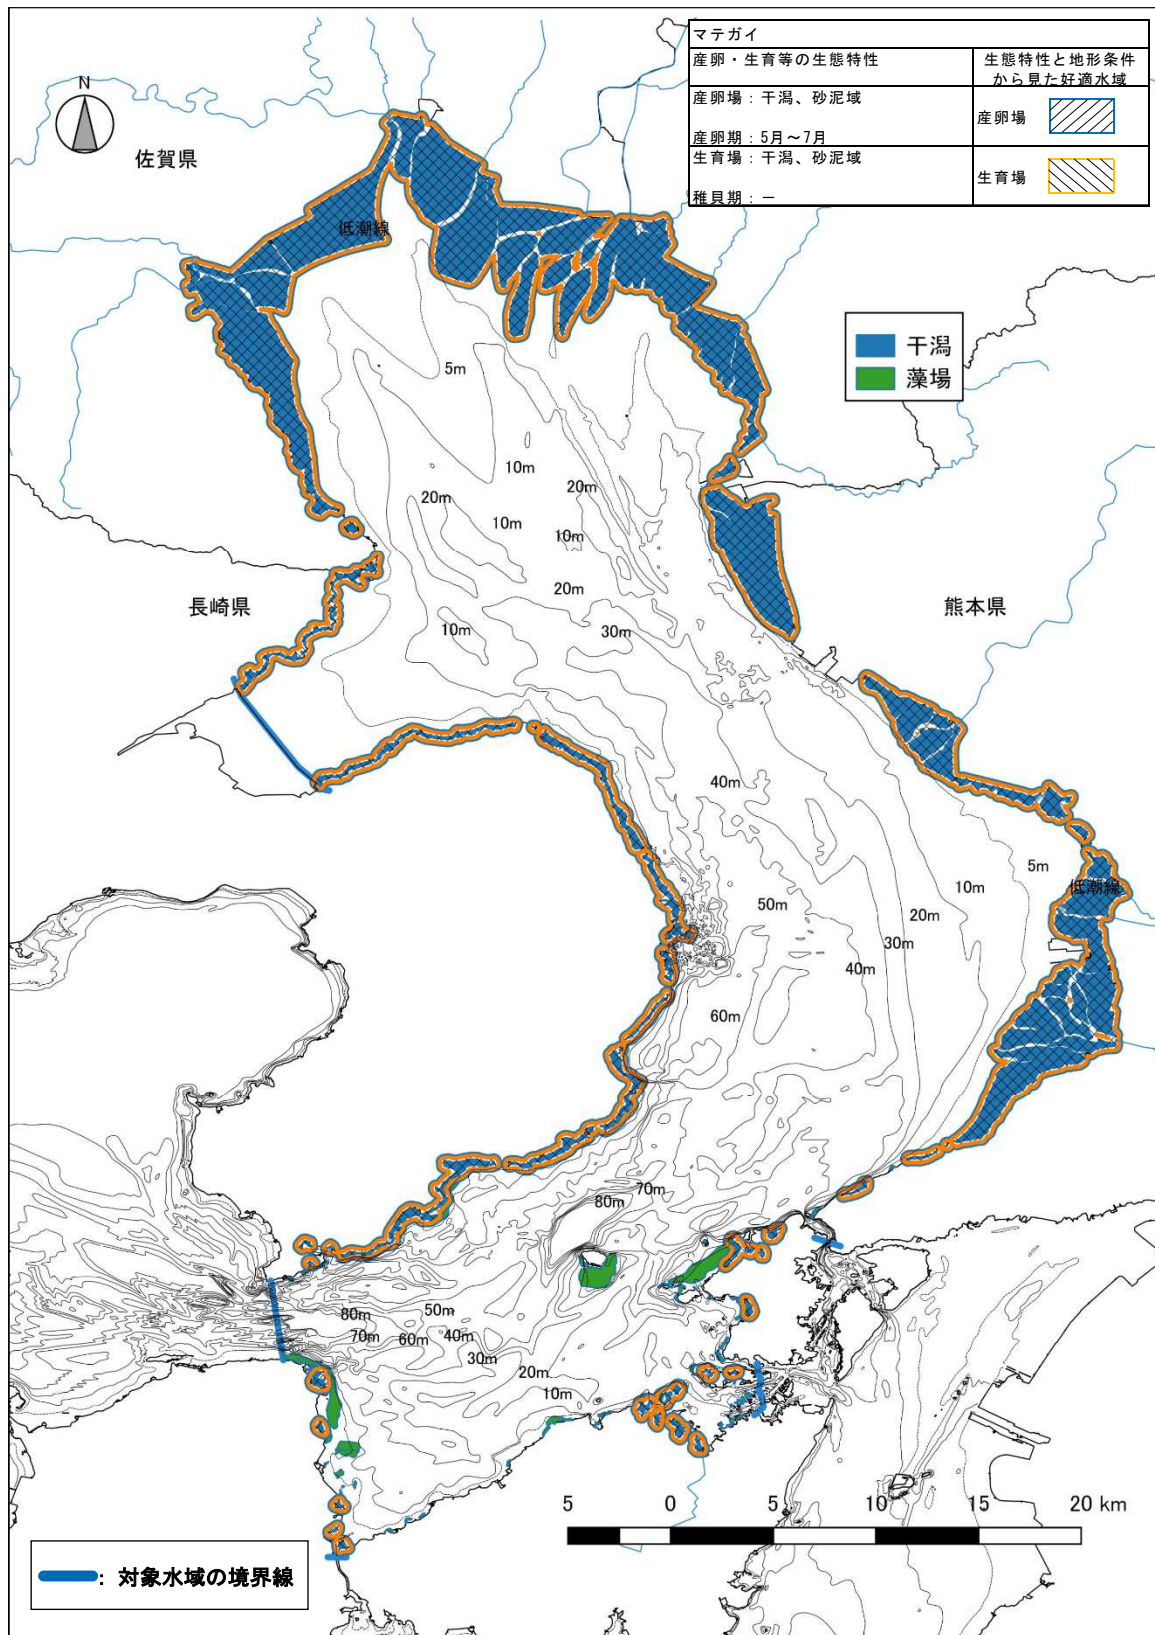 マテガイ
産卵・生育等の生態特性
生態特性と地形条件
から見た好適水域
産卵場：干潟、砂泥域
産卵期：5月～7月
産卵場
生育場：干潟、砂泥域
稚貝期：－
生育場
N
佐賀県
低潮線
干潟
藻場
5m
10m
20m
20m
10m
10m
20m
長崎県
熊本県
10m
30m
40m
5m
低潮線
10m
50m
20m
30m
40m
60m
70m
80m
80m
50m
70m
60m
40m
30m
20m
10m
5
0
5
10
15
20 km
：対象水域の境界線